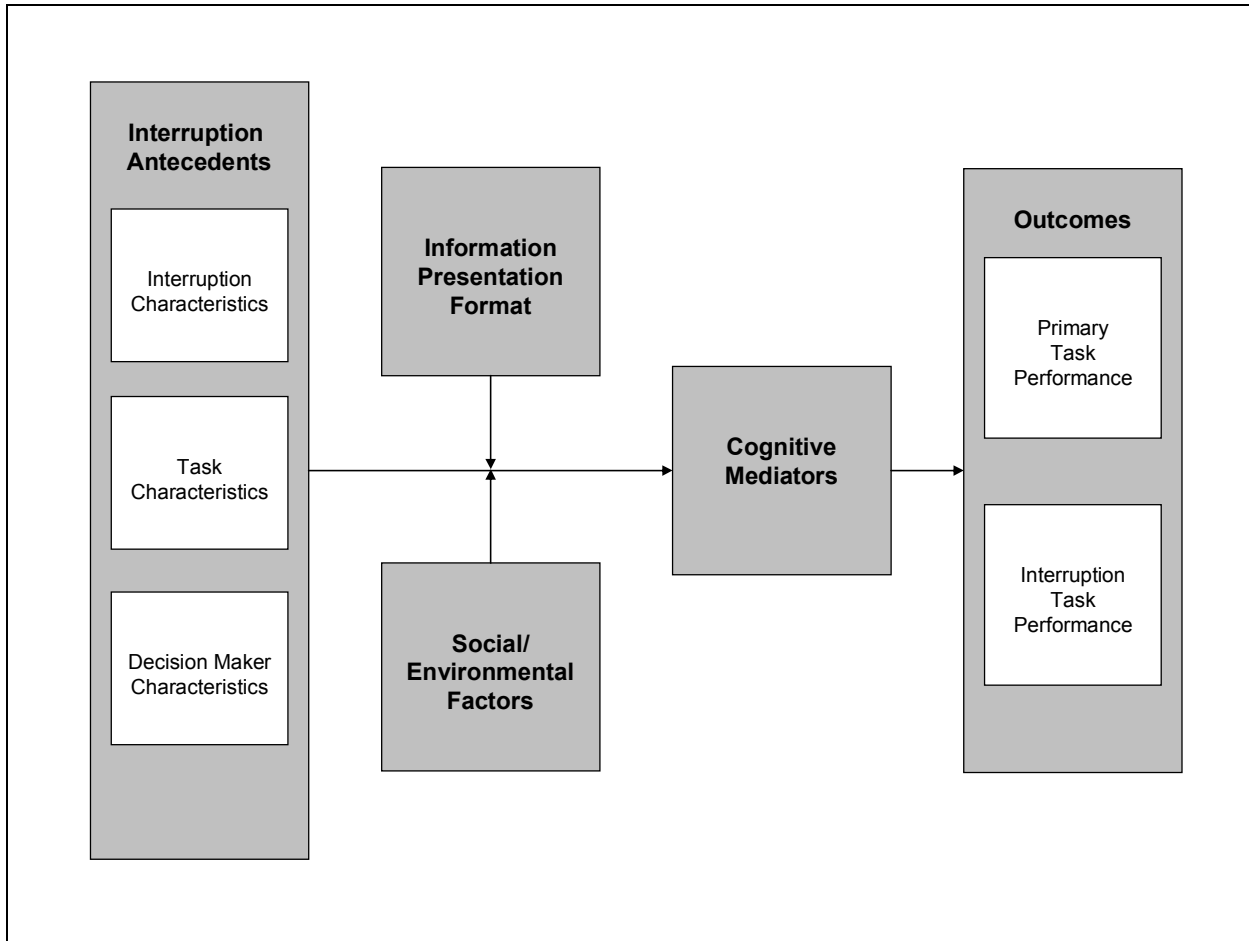 Interruption
Antecedents
Interruption
Characteristics
Task
Characteristics
Decision Maker
Characteristics
Information
Presentation
Format
Social/
Environmental
Factors
Cognitive
Mediators
Outcomes
Primary
Task
Performance
Interruption
Task
Performance